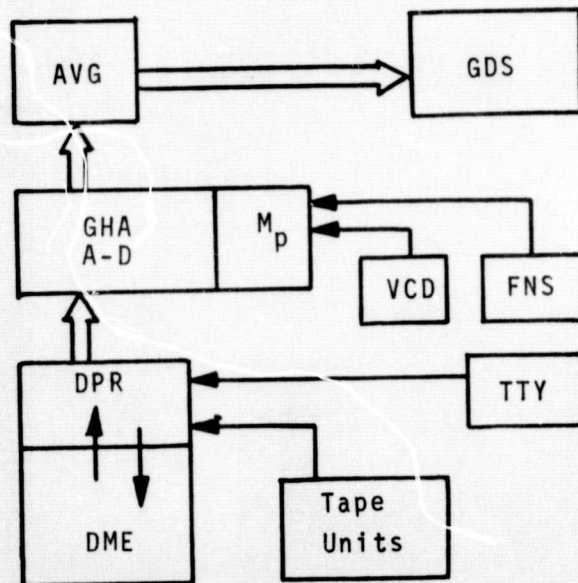 AVG
GDS
GHA
A-D
Mp
VCD
FNS
DPR
TTY
DME
Tape
Units